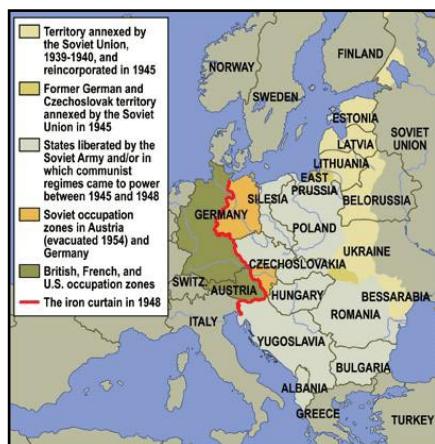 Territory annexed by
the Soviet Union,
1939-1940, and
reincorporated in 1945
Former German and
Czechoslovak territory
annexed by the Soviet
Union in 1945
States liberated by the
Soviet Army and/or in
which communist
regimes came to power
between 1945 and 1948
Soviet occupation
zones in Austria
(evacuated 1954) and
Germany
British, French, and
U.S. occupation zones
The iron curtain in 1948
FINLAND
NORWAY
SWEDEN
ESTONIA
LATVIA
SOVIET
UNION
LITHUANIA
EAST
PRUSSIA
BELORUSSIA
SILESIA
GERMANY
POLAND
UKRAINE
CZECHOSLOVAKIA
SWITZ.
AUSTRIA
HUNGARY
BESSARABIA
ROMANIA
ITALY
YUGOSLAVIA
BULGARIA
ALBANIA
GREECE
TURKEY